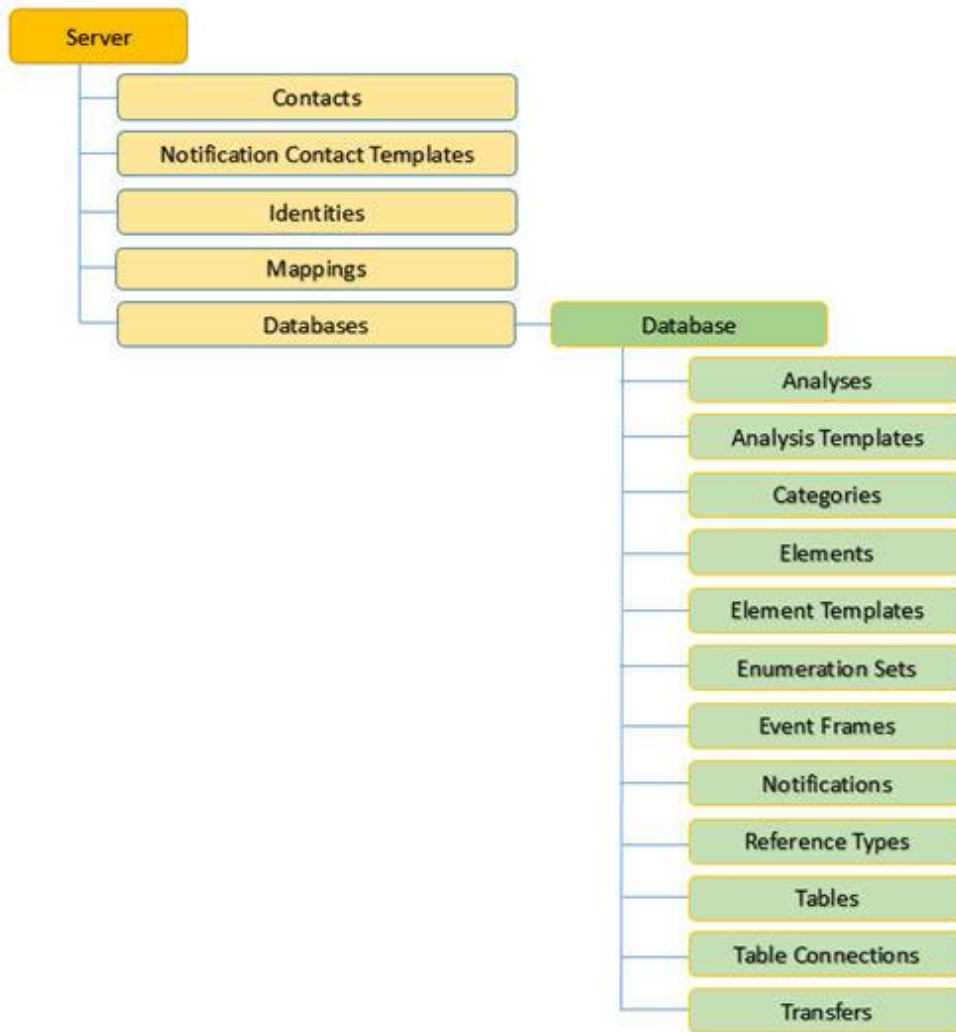 Server
Contacts
Notification Contact Templates
Identities
Mappings
Databases
Database
Analyses
Analysis Templates
Categories
Elements
Element Templates
Enumeration Sets
Event Frames
Notifications
Reference Types
Tables
Table Connections
Transfers